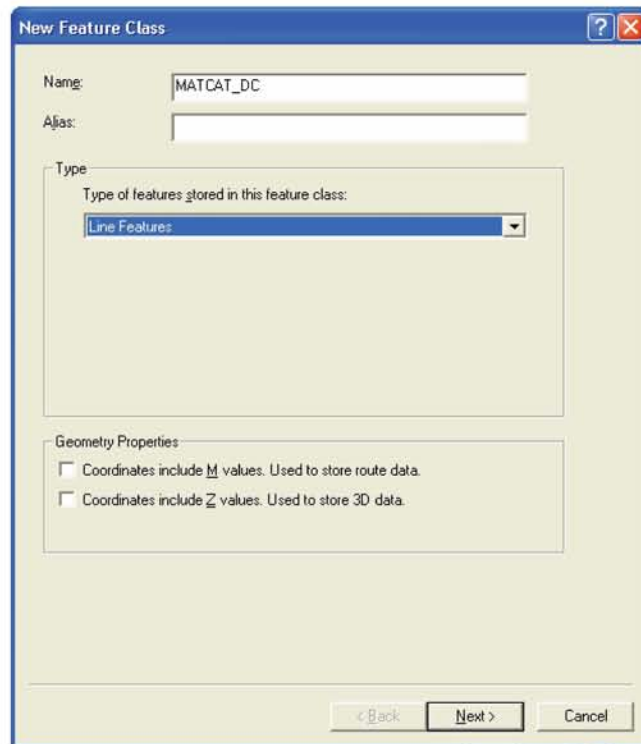 New Feature Class
Name:
MATCAT_DC
Alias:
Type
Type of features stored in this feature class:
Line Features
Geometry Properties
Coordinates include M values. Used to store route data.
Coordinates include Z values. Used to store 3D data.
< Back
Next >
Cancel